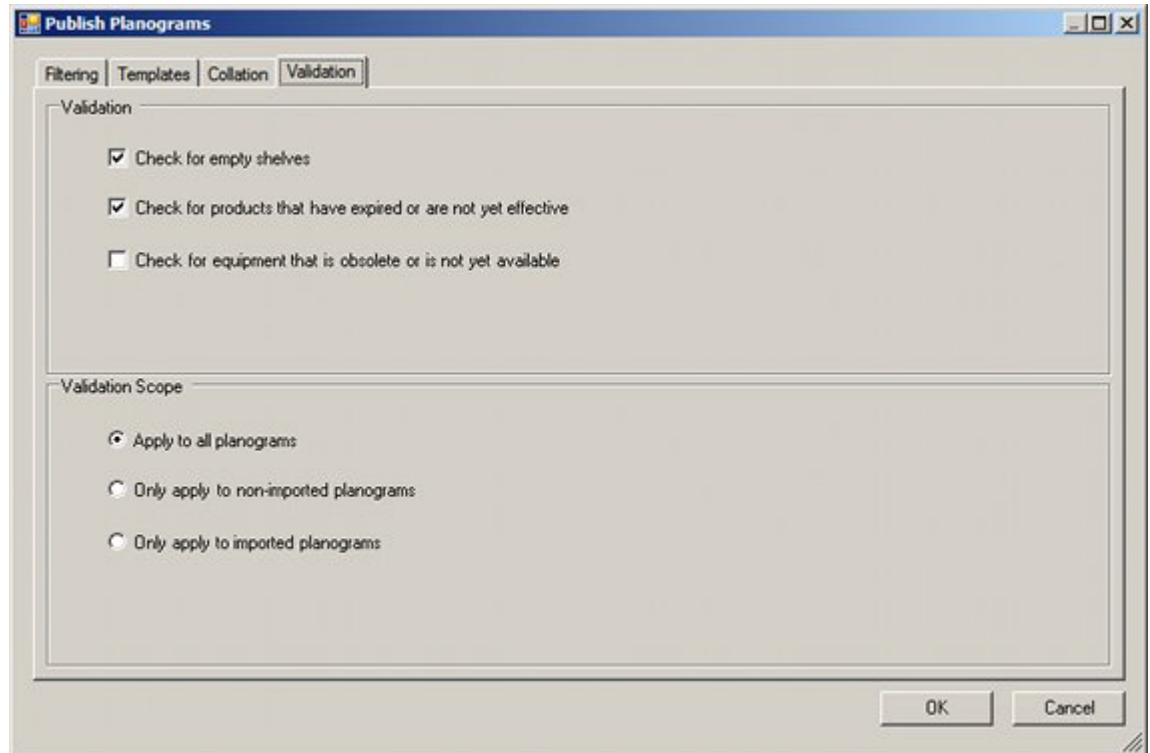 Publish Planograms
Filtering Templates Collation Validation
Validation
Check for empty shelves
Check for products that have expired or are not yet effective
Check for equipment that is obsolete or is not yet available
Validation Scope
Apply to all planograms
Only apply to non-imported planograms
Only apply to imported planograms
OK Cancel